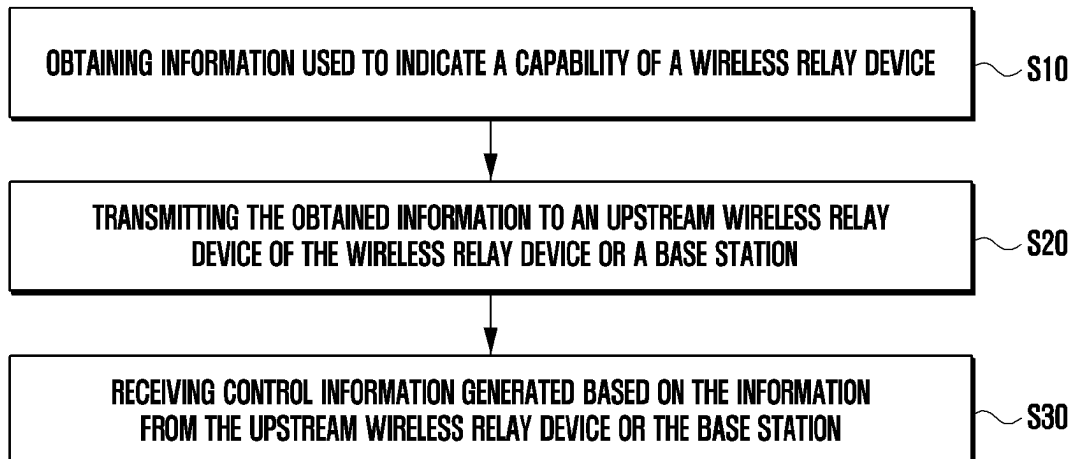 OBTAINING INFORMATION USED TO INDICATE A CAPABILITY OF A WIRELESS RELAY DEVICE
S10
TRANSMITTING THE OBTAINED INFORMATION TO AN UPSTREAM WIRELESS RELAY
DEVICE OF THE WIRELESS RELAY DEVICE OR A BASE STATION
S20
RECEIVING CONTROL INFORMATION GENERATED BASED ON THE INFORMATION
FROM THE UPSTREAM WIRELESS RELAY DEVICE OR THE BASE STATION
S30